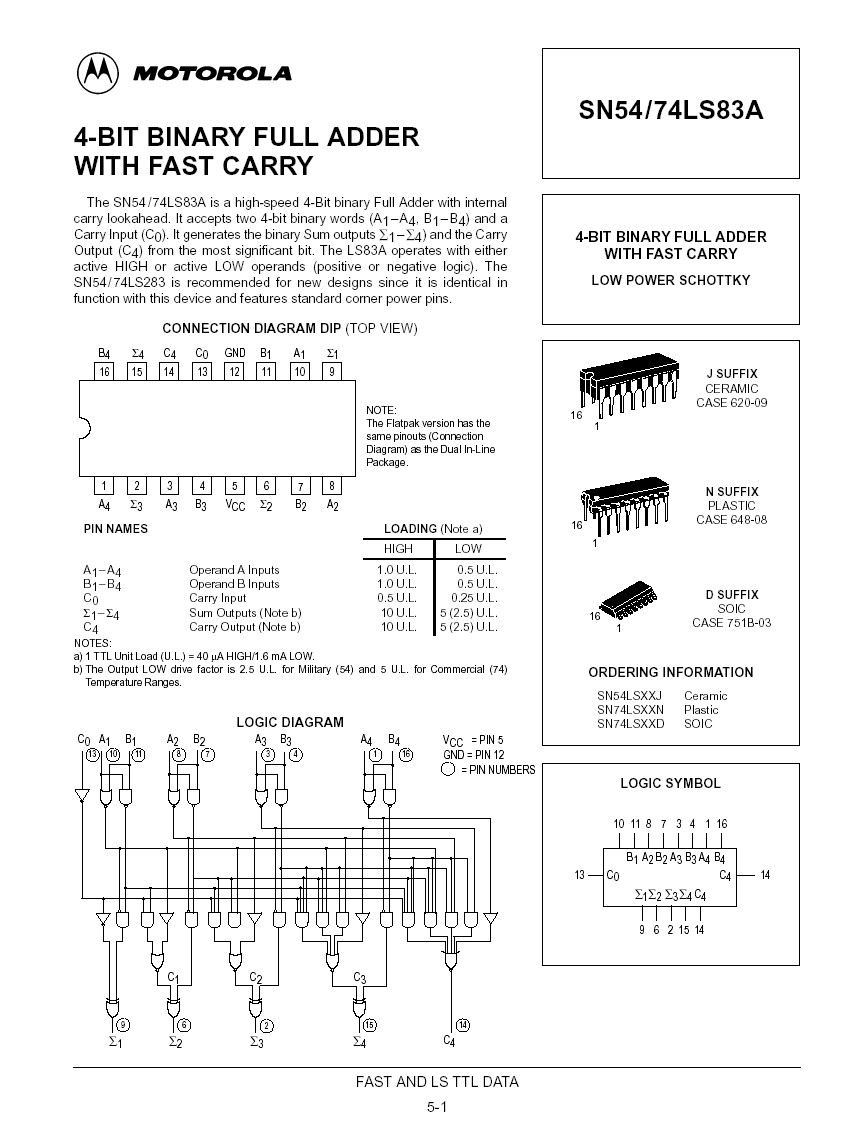 MOTOROLA
4-BIT BINARY FULL ADDER
WITH FAST CARRY
The SN54/74LS83A is a high-speed 4-Bit binary Full Adder with internal
carry lookahead. It accepts two 4-bit binary words (A1–A4, B1–B4) and a
Carry Input (C0). It generates the binary Sum outputs Σ1–Σ4) and the Carry
Output (C4) from the most significant bit. The LS83A operates with either
active HIGH or active LOW operands (positive or negative logic). The
SN54/74LS283 is recommended for new designs since it is identical in
function with this device and features standard corner power pins.
CONNECTION DIAGRAM DIP (TOP VIEW)
B4 Σ4 C4 C0 GND B1 A1 Σ1
16 15 14 13 12 11 10 9
NOTE:
The Flatpak version has the
same pinouts (Connection
Diagram) as the Dual In-Line
Package.
1 2 3 4 5 6 7 8
A4 Σ3 A3 B3 VCC Σ2 B2 A2
PIN NAMES LOADING (Note a)
HIGH LOW
A1–A4 Operand A Inputs 1.0 U.L. 0.5 U.L.
B1–B4 Operand B Inputs 1.0 U.L. 0.5 U.L.
C0 Carry Input 0.5 U.L. 0.25 U.L.
Σ1–Σ4 Sum Outputs (Note b) 10 U.L. 5 (2.5) U.L.
C4 Carry Output (Note b) 10 U.L. 5 (2.5) U.L.
NOTES:
a) 1 TTL Unit Load (U.L.) = 40 µA HIGH/1.6 mA LOW.
b) The Output LOW drive factor is 2.5 U.L. for Military (54) and 5 U.L. for Commercial (74)
Temperature Ranges.
LOGIC DIAGRAM
C0 A1 B1 A2 B2 A3 B3 A4 B4
13 10 11 8 7 3 4 1 16
VCC = PIN 5
GND = PIN 12
= PIN NUMBERS
C1 C2 C3
9 6 2 15 14
Σ1 Σ2 Σ3 Σ4 C4
SN54/74LS83A
4-BIT BINARY FULL ADDER
WITH FAST CARRY
LOW POWER SCHOTTKY
J SUFFIX
CERAMIC
CASE 620-09
16
1
N SUFFIX
PLASTIC
CASE 648-08
16
1
D SUFFIX
SOIC
CASE 751B-03
16
1
ORDERING INFORMATION
SN54LSXXJ Ceramic
SN74LSXXN Plastic
SN74LSXXD SOIC
LOGIC SYMBOL
10 11 8 7 3 4 1 16
B1 A2 B2 A3 B3 A4 B4
13 C0 C4 14
Σ1 Σ2 Σ3 Σ4 C4
9 6 2 15 14
FAST AND LS TTL DATA
5-1